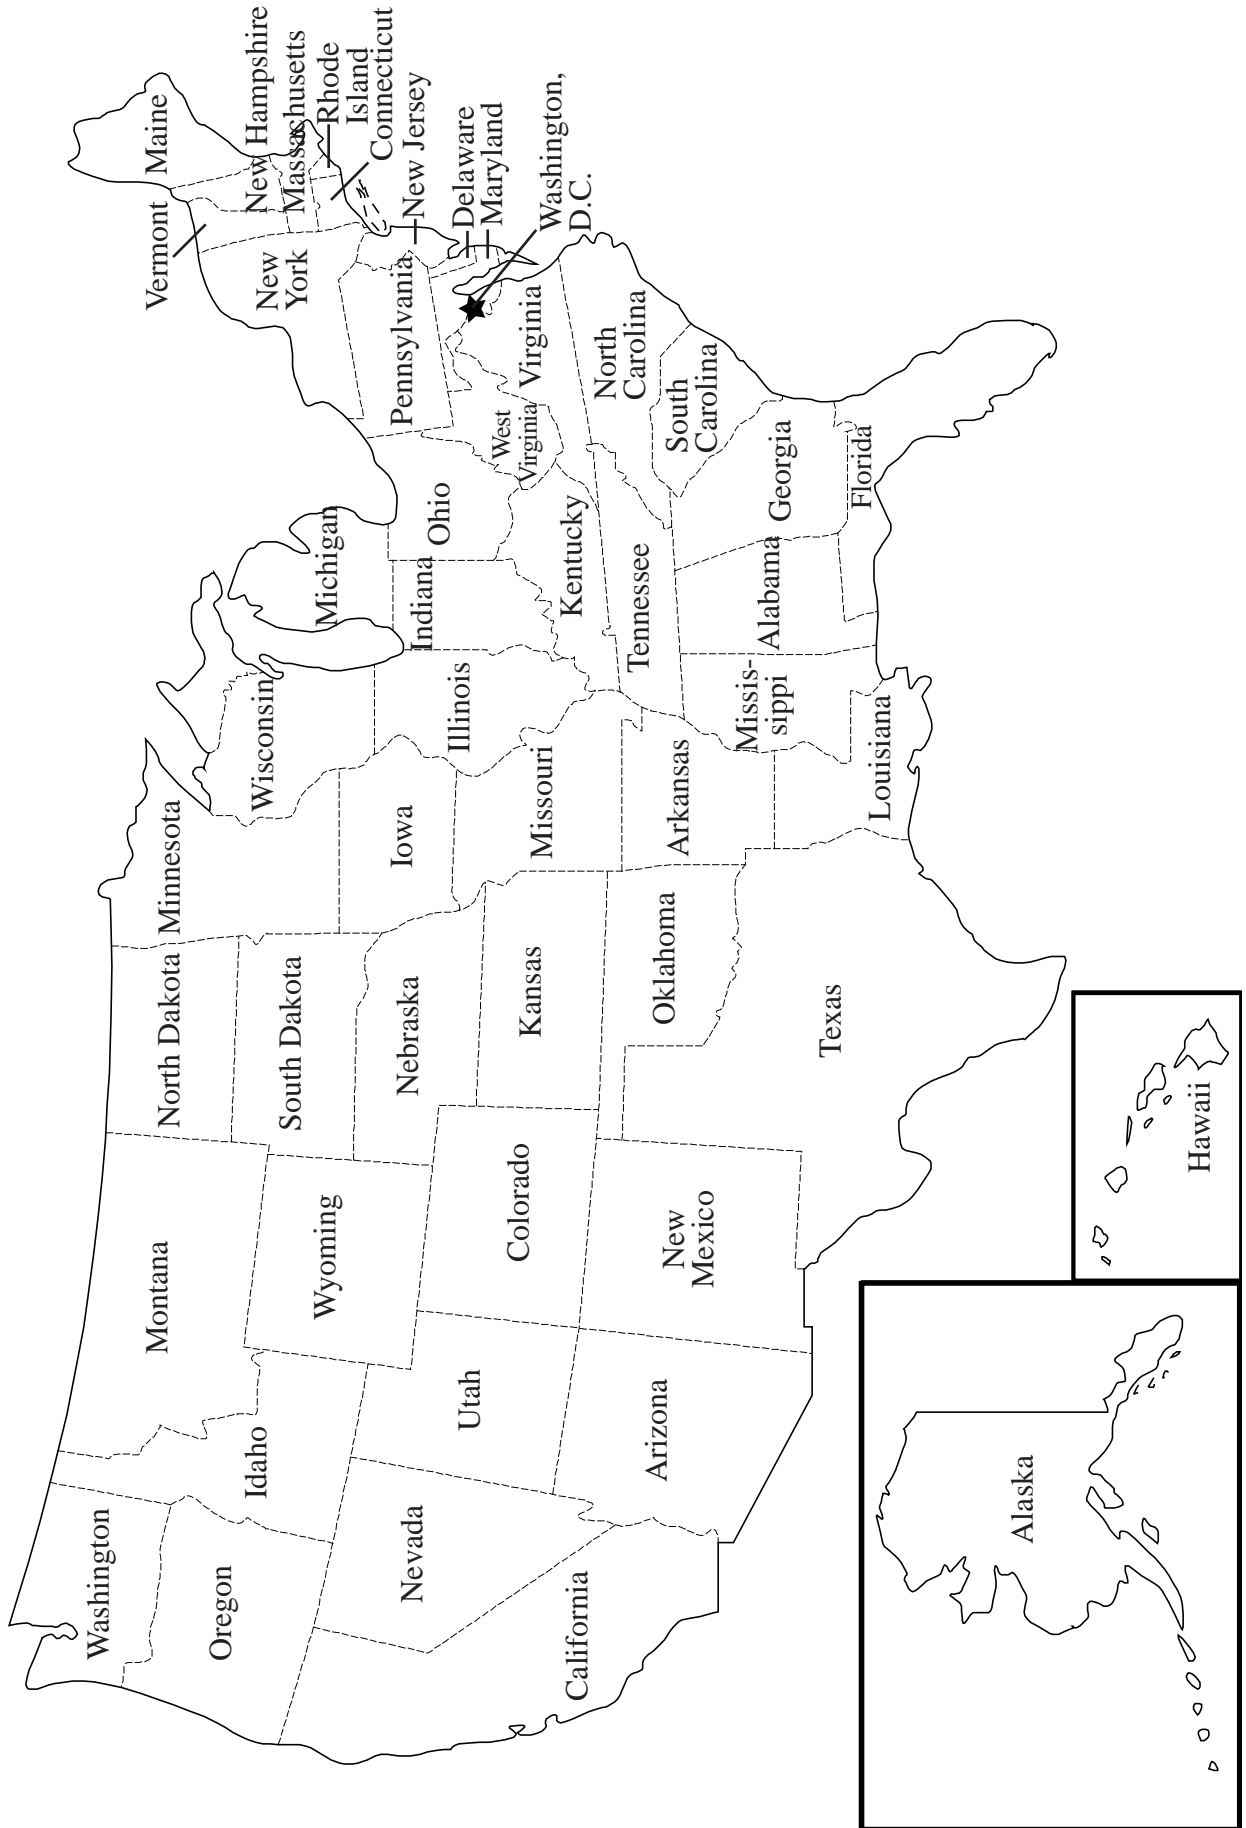 Washington
Oregon
California
Nevada
Idaho
Montana
Wyoming
Utah
Arizona
Colorado
New
Mexico
North Dakota
South Dakota
Nebraska
Kansas
Oklahoma
Texas
Minnesota
Iowa
Missouri
Arkansas
Louisiana
Wisconsin
Illinois
Michigan
Indiana
Ohio
Kentucky
Tennessee
Missis-
sippi
Alabama
Georgia
Florida
South
Carolina
North
Carolina
Virginia
West
Virginia
Pennsylvania
New
York
Vermont
Maine
New Hampshire
Massachusetts
Rhode
Island
Connecticut
New Jersey
Delaware
Maryland
Washington,
D.C.
Alaska
Hawaii